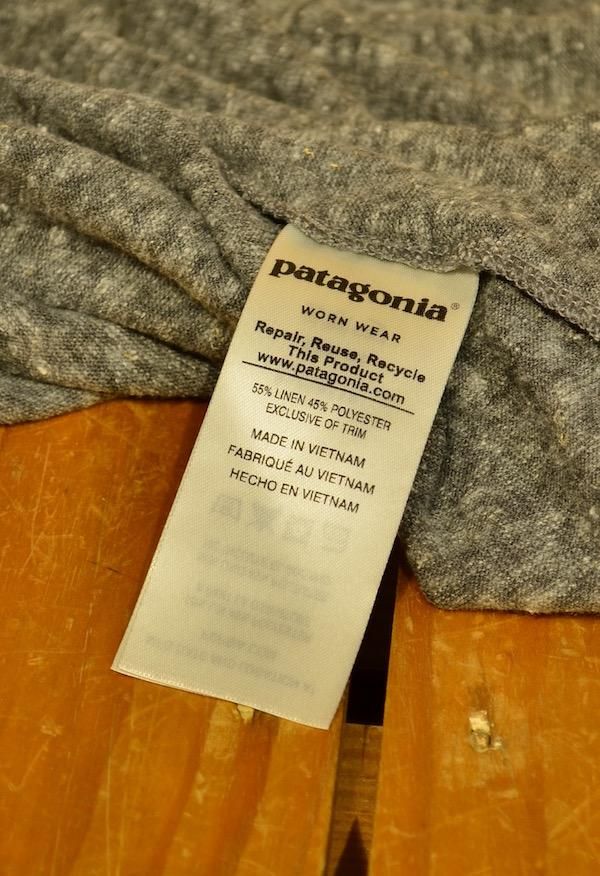 patagonia®
WORN WEAR
Repair, Reuse, Recycle
This Product
www.patagonia.com
55% LINEN 45% POLYESTER
EXCLUSIVE OF TRIM
MADE IN VIETNAM
FABRIQUÉ AU VIETNAM
HECHO EN VIETNAM